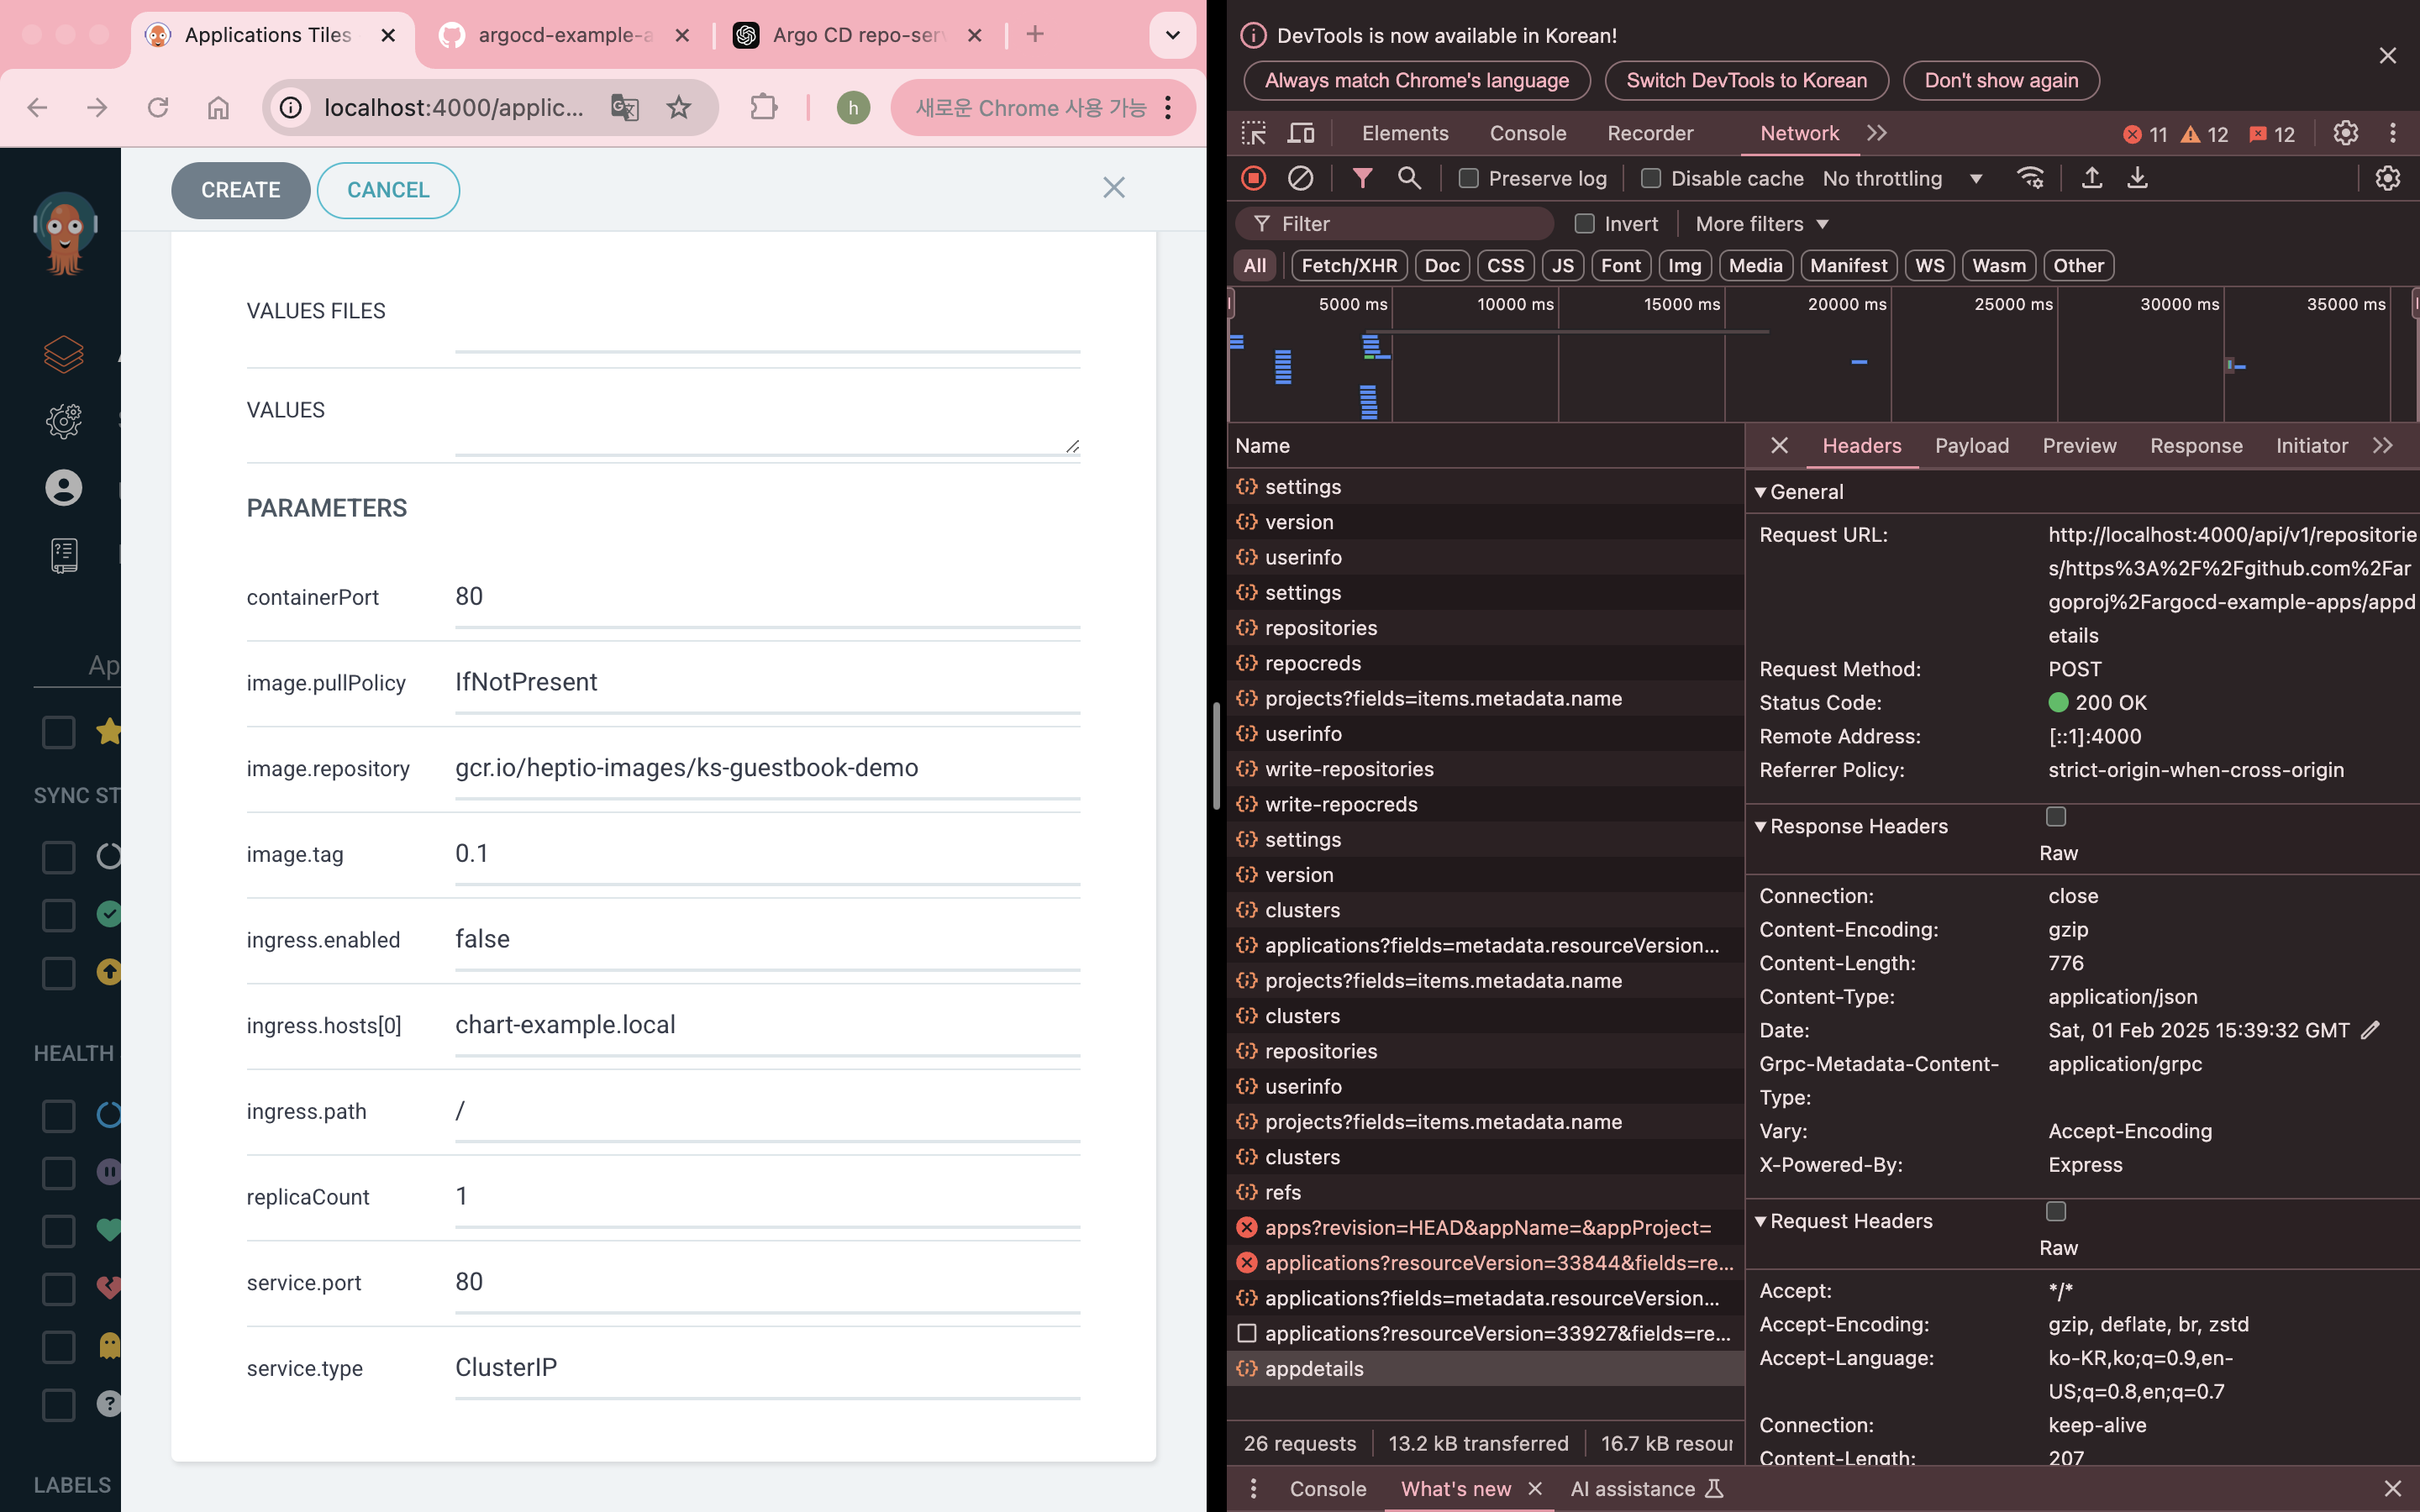 Applications Tiles
argocd-example-a
Argo CD repo-ser
localhost:4000/applic...
h
새로운 Chrome 사용 가능
CREATE
CANCEL
VALUES FILES
VALUES
PARAMETERS
containerPort
80
image.pullPolicy
IfNotPresent
image.repository
gcr.io/heptio-images/ks-guestbook-demo
image.tag
0.1
ingress.enabled
false
ingress.hosts[0]
chart-example.local
ingress.path
/
replicaCount
1
service.port
80
service.type
ClusterIP
Ap
SYNC ST
HEALTH
LABELS
DevTools is now available in Korean!
Always match Chrome's language
Switch DevTools to Korean
Don't show again
Elements
Console
Recorder
Network
11
12
12
Preserve log
Disable cache
No throttling
Filter
Invert
More filters
All
Fetch/XHR
Doc
CSS
JS
Font
Img
Media
Manifest
WS
Wasm
Other
5000 ms
10000 ms
15000 ms
20000 ms
25000 ms
30000 ms
35000 ms
Name
settings
version
userinfo
settings
repositories
repocreds
projects?fields=items.metadata.name
userinfo
write-repositories
write-repocreds
settings
version
clusters
applications?fields=metadata.resourceVersion...
projects?fields=items.metadata.name
clusters
repositories
userinfo
projects?fields=items.metadata.name
clusters
refs
apps?revision=HEAD&appName=&appProject=
applications?resourceVersion=33844&fields=re...
applications?fields=metadata.resourceVersion...
applications?resourceVersion=33927&fields=re...
appdetails
26 requests
13.2 kB transferred
16.7 kB resour
Headers
Payload
Preview
Response
Initiator
General
Request URL:
http://localhost:4000/api/v1/repositorie
s/https%3A%2F%2Fgithub.com%2Far
goproj%2Fargocd-example-apps/appd
etails
Request Method:
POST
Status Code:
200 OK
Remote Address:
[::1]:4000
Referrer Policy:
strict-origin-when-cross-origin
Response Headers
Raw
Connection:
close
Content-Encoding:
gzip
Content-Length:
776
Content-Type:
application/json
Date:
Sat, 01 Feb 2025 15:39:32 GMT
Grpc-Metadata-Content-
Type:
application/grpc
Vary:
Accept-Encoding
X-Powered-By:
Express
Request Headers
Raw
Accept:
*/*
Accept-Encoding:
gzip, deflate, br, zstd
Accept-Language:
ko-KR,ko;q=0.9,en-
US;q=0.8,en;q=0.7
Connection:
keep-alive
Content-Length:
207
Console
What's new
AI assistance